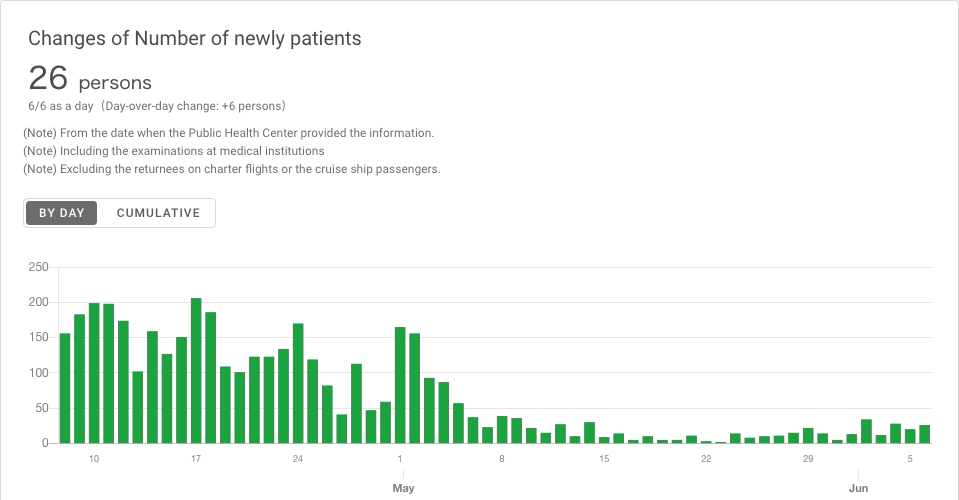 Changes of Number of newly patients
26 persons
6/6 as a day（Day-over-day change: +6 persons）
(Note) From the date when the Public Health Center provided the information.
(Note) Including the examinations at medical institutions
(Note) Excluding the returnees on charter flights or the cruise ship passengers.
BY DAY CUMULATIVE
250
200
150
100
50
0
10 17 24 1 8 15 22 29 5
May Jun